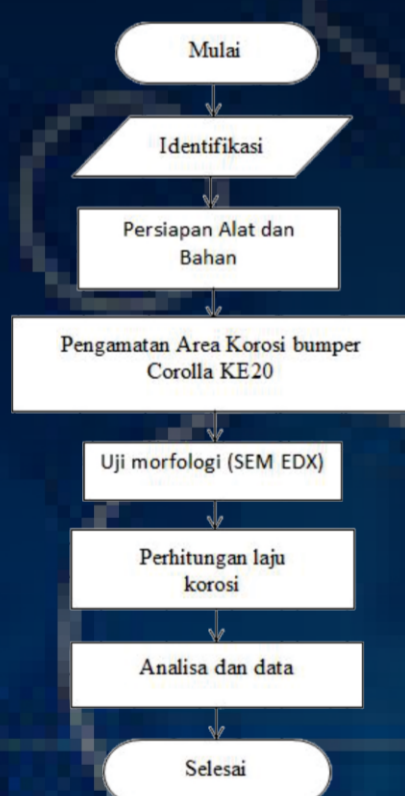 Mulai
Identifikasi
Persiapan Alat dan
Bahan
Pengamatan Area Korosi bumper
Corolla KE20
Uji morfologi (SEM EDX)
Perhitungan laju
korosi
Analisa dan data
Selesai